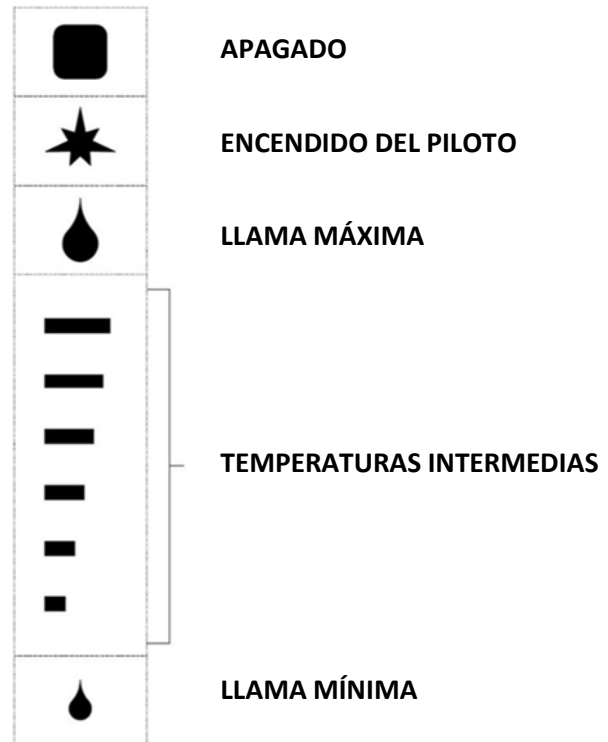 APAGADO
ENCENDIDO DEL PILOTO
LLAMA MÁXIMA
TEMPERATURAS INTERMEDIAS
LLAMA MÍNIMA